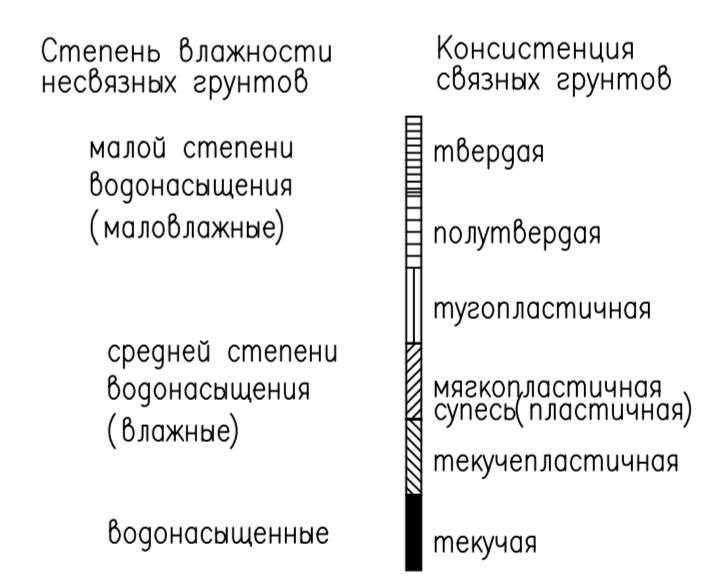 Степень влажности
несвязных грунтов
малой степени
водонасыщения
(маловлажные)
средней степени
водонасыщения
(влажные)
водонасыщенные
Консистенция
связных грунтов
твердая
полутвердая
тугопластичная
мягкопластичная
супесь(пластичная)
текучепластичная
текучая